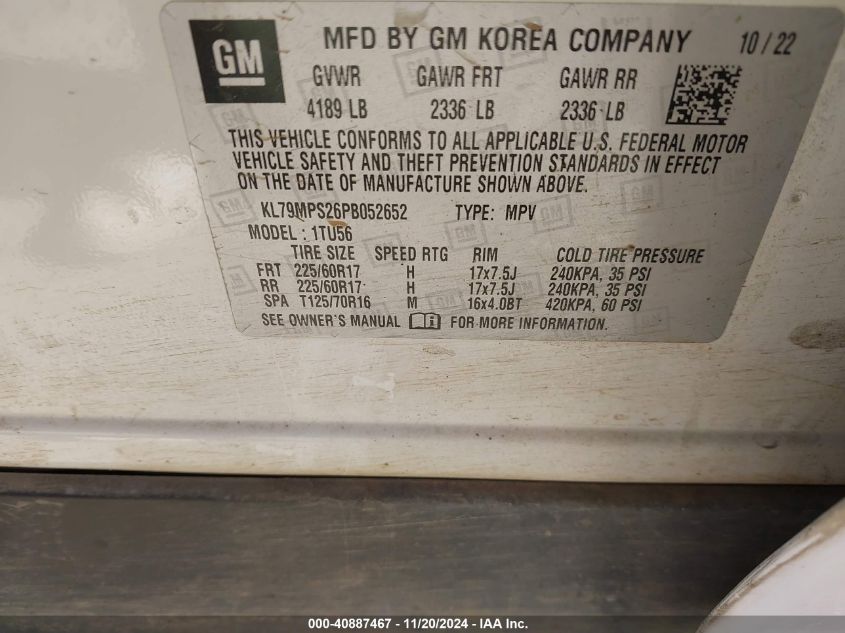 GM MFD BY GM KOREA COMPANY 10 / 22
GVWR GAWR FRT GAWR RR
4189 LB 2336 LB 2336 LB
THIS VEHICLE CONFORMS TO ALL APPLICABLE U.S. FEDERAL MOTOR
VEHICLE SAFETY AND THEFT PREVENTION STANDARDS IN EFFECT
ON THE DATE OF MANUFACTURE SHOWN ABOVE.
KL79MPS26PB052652 TYPE: MPV
MODEL : 1TU56
TIRE SIZE SPEED RTG RIM COLD TIRE PRESSURE
FRT 225/60R17 H 17x7.5J 240KPA, 35 PSI
RR 225/60R17 H 17x7.5J 240KPA, 35 PSI
SPA T125/70R16 M 16x4.0BT 420KPA, 60 PSI
SEE OWNER'S MANUAL FOR MORE INFORMATION.
000-40887467 - 11/20/2024 - IAA Inc.